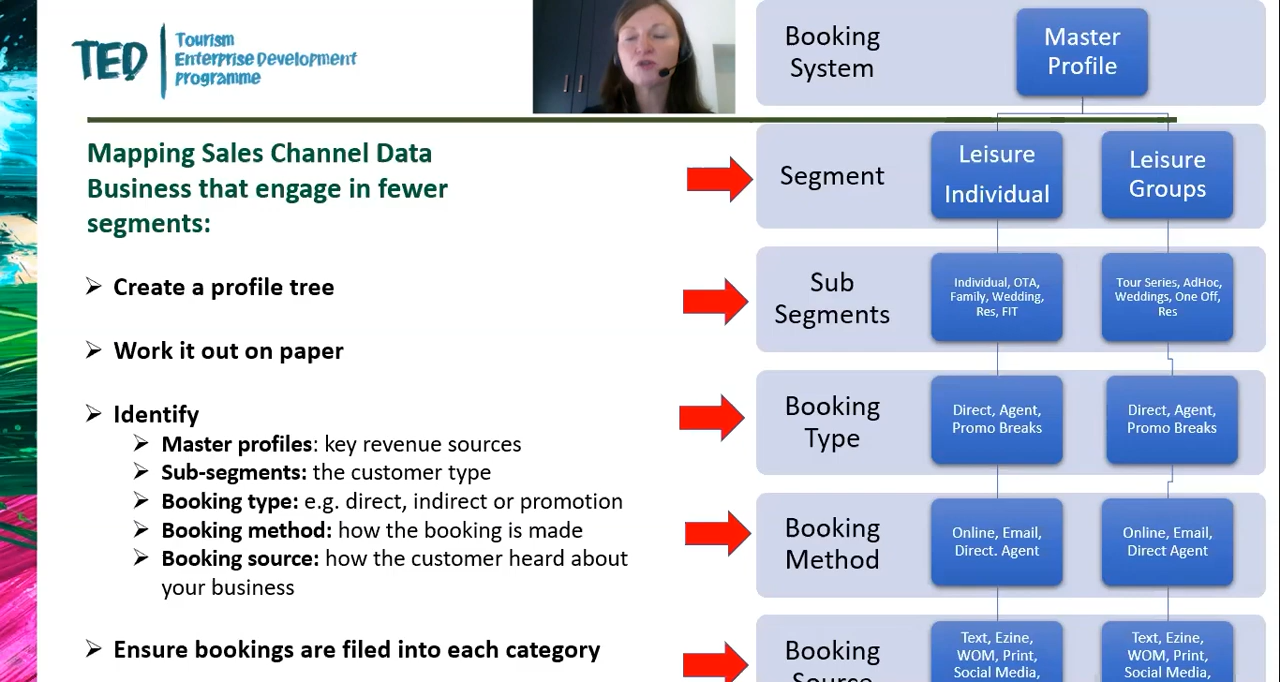 TED
Tourism
Enterprise Development
Programme
Mapping Sales Channel Data
Business that engage in fewer
segments:
➢ Create a profile tree
➢ Work it out on paper
➢ Identify
➢ Master profiles: key revenue sources
➢ Sub-segments: the customer type
➢ Booking type: e.g. direct, indirect or promotion
➢ Booking method: how the booking is made
➢ Booking source: how the customer heard about
your business
➢ Ensure bookings are filed into each category
Booking
System
Master
Profile
Segment
Leisure
Individual
Leisure
Groups
Sub
Segments
Individual, OTA,
Family, Wedding,
Res, FIT
Tour Series, AdHoc,
Weddings, One Off,
Res
Booking
Type
Direct, Agent,
Promo Breaks
Direct, Agent,
Promo Breaks
Booking
Method
Online, Email,
Direct. Agent
Online, Email,
Direct Agent
Booking
Source
Text, Ezine,
WOM, Print,
Social Media,
Text, Ezine,
WOM, Print,
Social Media,